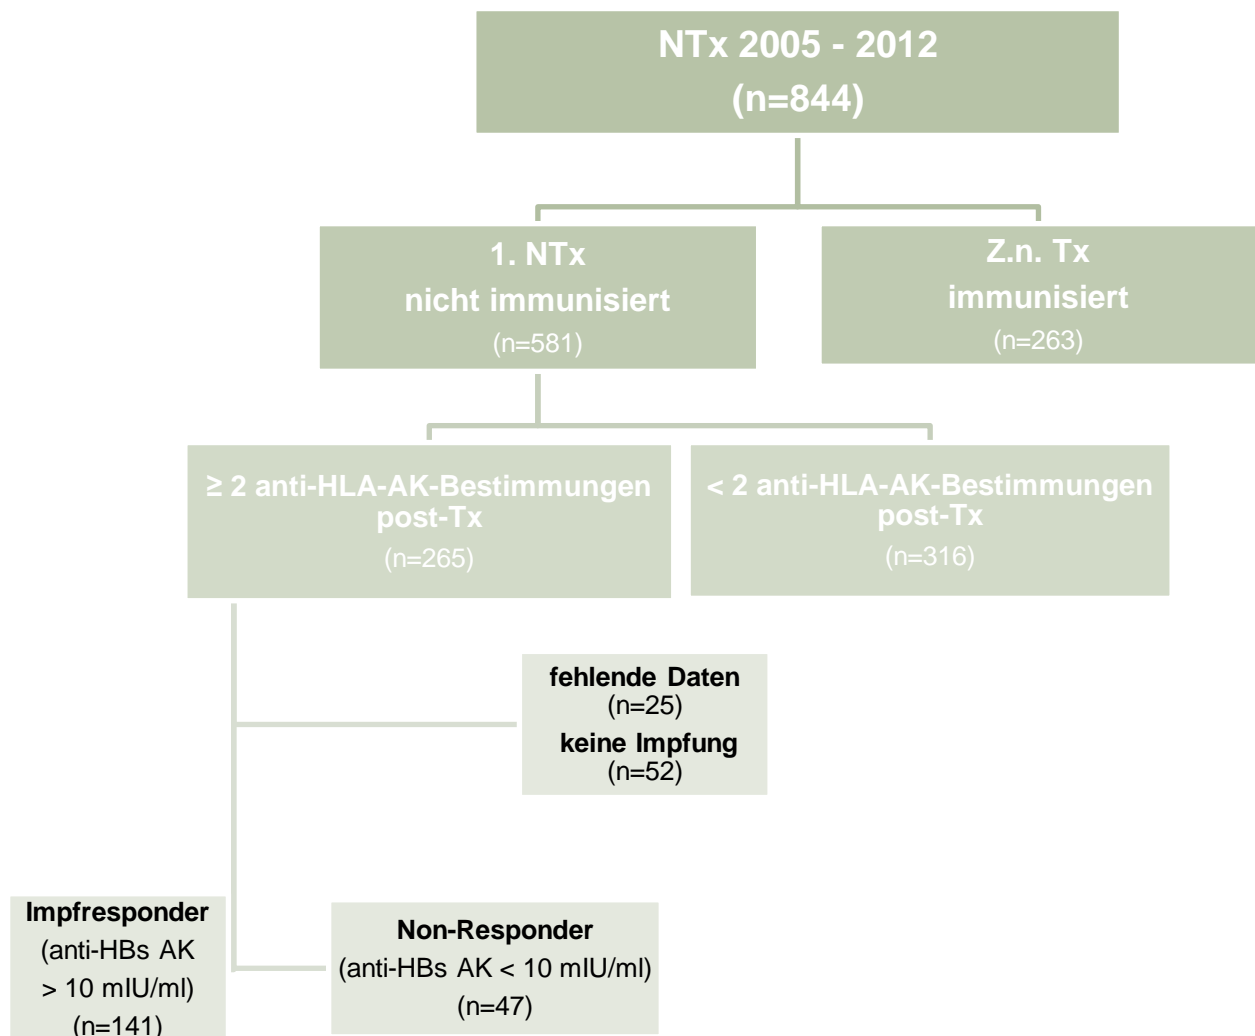 NTx 2005 - 2012
(n=844)
1. NTx
nicht immunisiert
(n=581)
Z.n. Tx
immunisiert
(n=263)
≥ 2 anti-HLA-AK-Bestimmungen
post-Tx
(n=265)
< 2 anti-HLA-AK-Bestimmungen
post-Tx
(n=316)
fehlende Daten
(n=25)
keine Impfung
(n=52)
Impfresponder
(anti-HBs AK
> 10 mIU/ml)
(n=141)
Non-Responder
(anti-HBs AK < 10 mIU/ml)
(n=47)